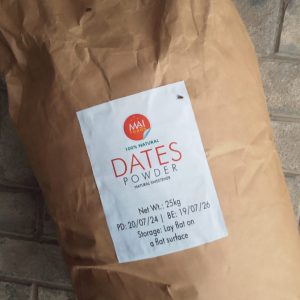 MAI
100% NATURAL
DATES
POWDER
NATURAL SWEETENER
Net Wt.: 25kg
PD: 20/07/24 | BE: 19/07/26
Storage: Lay flat on
a flat surface